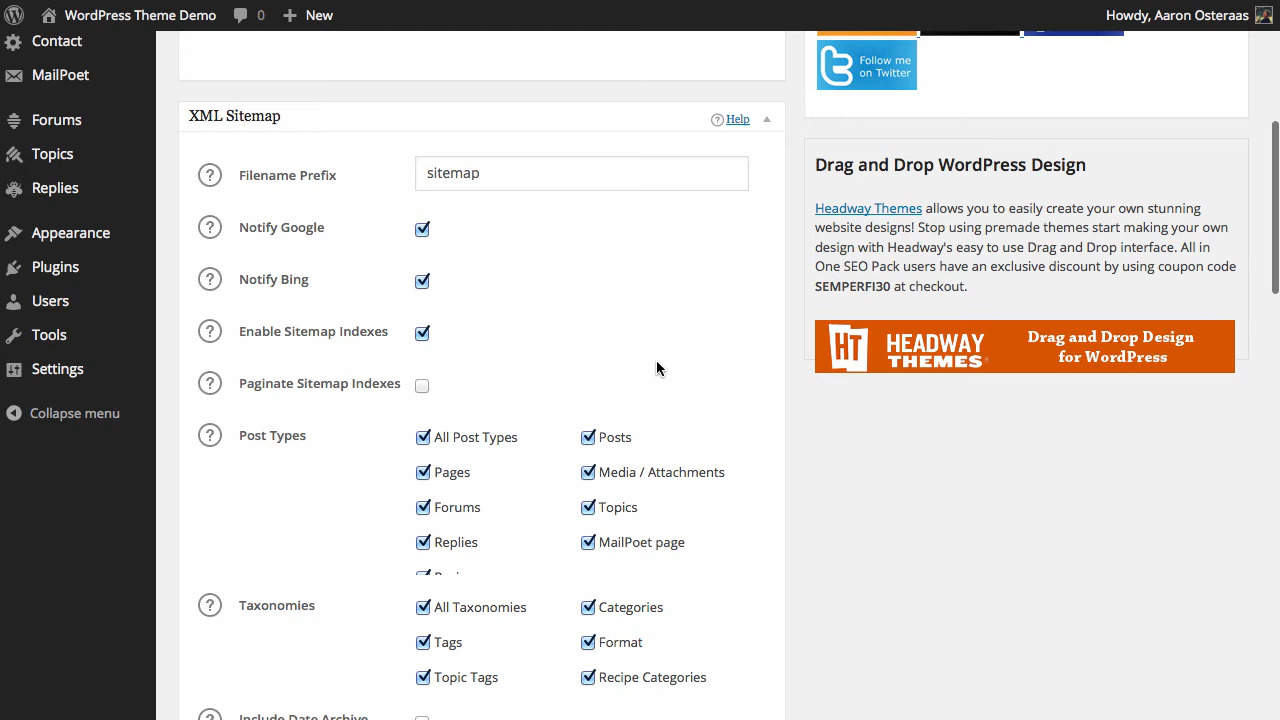 WordPress Theme Demo 0 New Howdy, Aaron Osteraas
Contact
MailPoet
Forums
Topics
Replies
Appearance
Plugins
Users
Tools
Settings
Collapse menu
XML Sitemap
? Help
? Filename Prefix sitemap
? Notify Google
? Notify Bing
? Enable Sitemap Indexes
? Paginate Sitemap Indexes
? Post Types All Post Types Posts
Pages Media / Attachments
Forums Topics
Replies MailPoet page
? Taxonomies All Taxonomies Categories
Tags Format
Topic Tags Recipe Categories
Include Date Archive
Follow me
on Twitter
Drag and Drop WordPress Design
Headway Themes allows you to easily create your own stunning
website designs! Stop using premade themes start making your own
design with Headway's easy to use Drag and Drop interface. All in
One SEO Pack users have an exclusive discount by using coupon code
SEMPERFI30 at checkout.
HT HEADWAY
THEMES
Drag and Drop Design
for WordPress